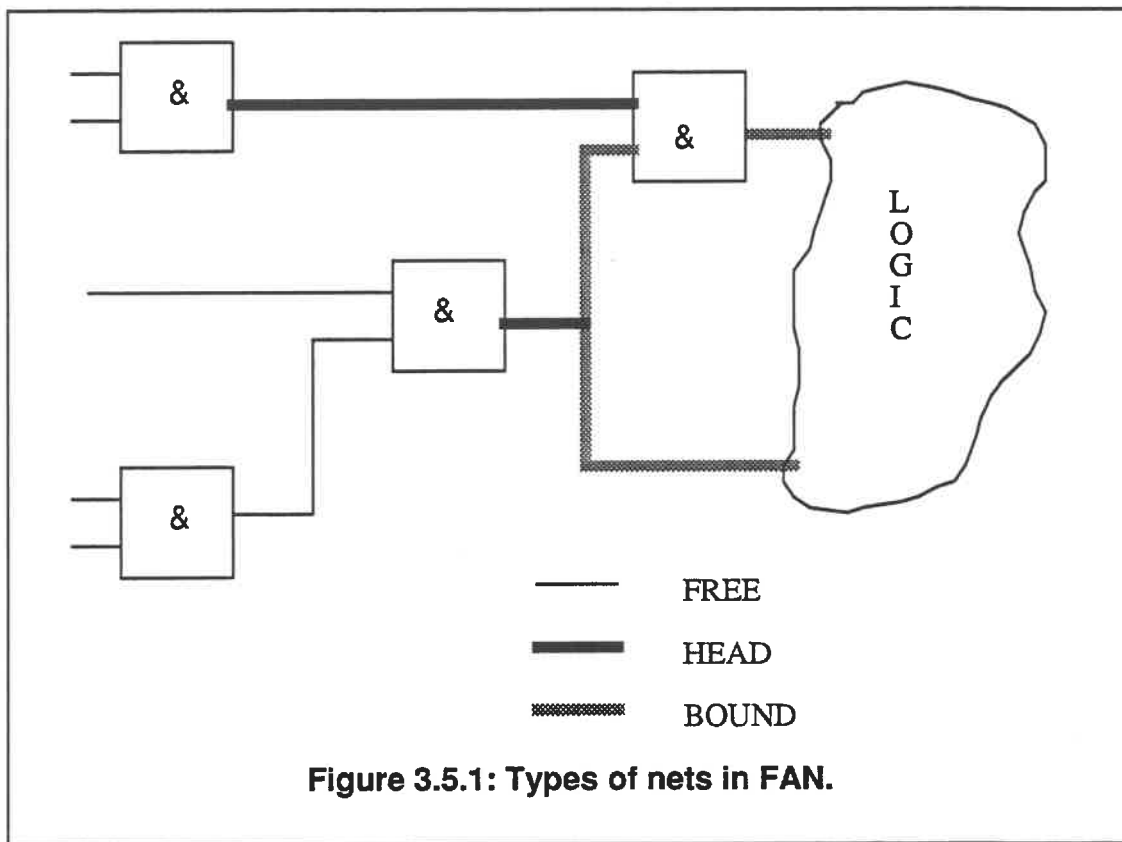 &
&
&
&
L
O
G
I
C
FREE
HEAD
BOUND
Figure 3.5.1: Types of nets in FAN.